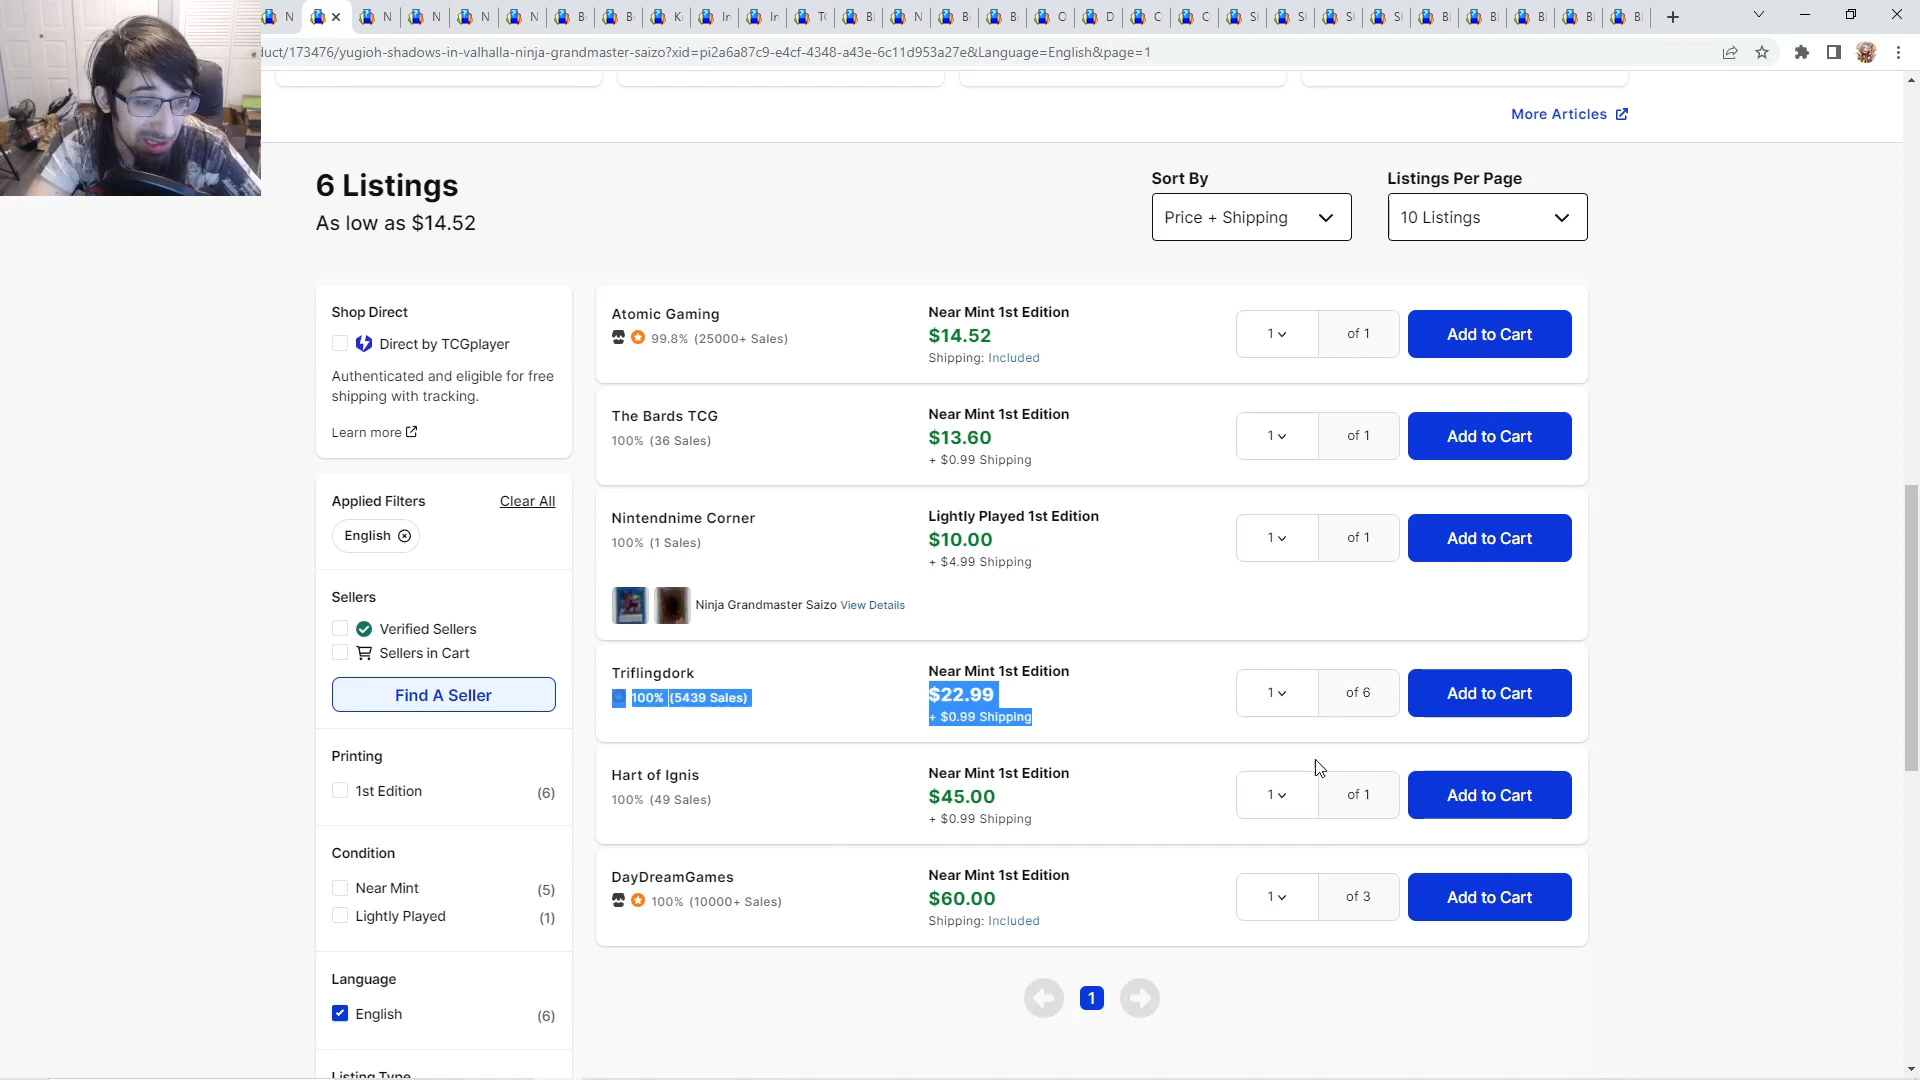 duct/173476/yugioh-shadows-in-valhalla-ninja-grandmaster-saizo?xid=pi2a6a87c9-e4cf-4348-a43e-6c11d953a27e&Language=English&page=1
More Articles
6 Listings
As low as $14.52
Sort By
Price + Shipping
Listings Per Page
10 Listings
Shop Direct
Direct by TCGplayer
Authenticated and eligible for free
shipping with tracking.
Learn more
Applied Filters
Clear All
English
Sellers
Verified Sellers
Sellers in Cart
Find A Seller
Printing
1st Edition (6)
Condition
Near Mint (5)
Lightly Played (1)
Language
English (6)
Listing Type
Atomic Gaming
99.8% (25000+ Sales)
Near Mint 1st Edition
$14.52
Shipping: Included
1 of 1
Add to Cart
The Bards TCG
100% (36 Sales)
Near Mint 1st Edition
$13.60
+ $0.99 Shipping
1 of 1
Add to Cart
Nintendnime Corner
100% (1 Sales)
Lightly Played 1st Edition
$10.00
+ $4.99 Shipping
1 of 1
Add to Cart
Ninja Grandmaster Saizo View Details
Triflingdork
100% (5439 Sales)
Near Mint 1st Edition
$22.99
+ $0.99 Shipping
1 of 6
Add to Cart
Hart of Ignis
100% (49 Sales)
Near Mint 1st Edition
$45.00
+ $0.99 Shipping
1 of 1
Add to Cart
DayDreamGames
100% (10000+ Sales)
Near Mint 1st Edition
$60.00
Shipping: Included
1 of 3
Add to Cart
1